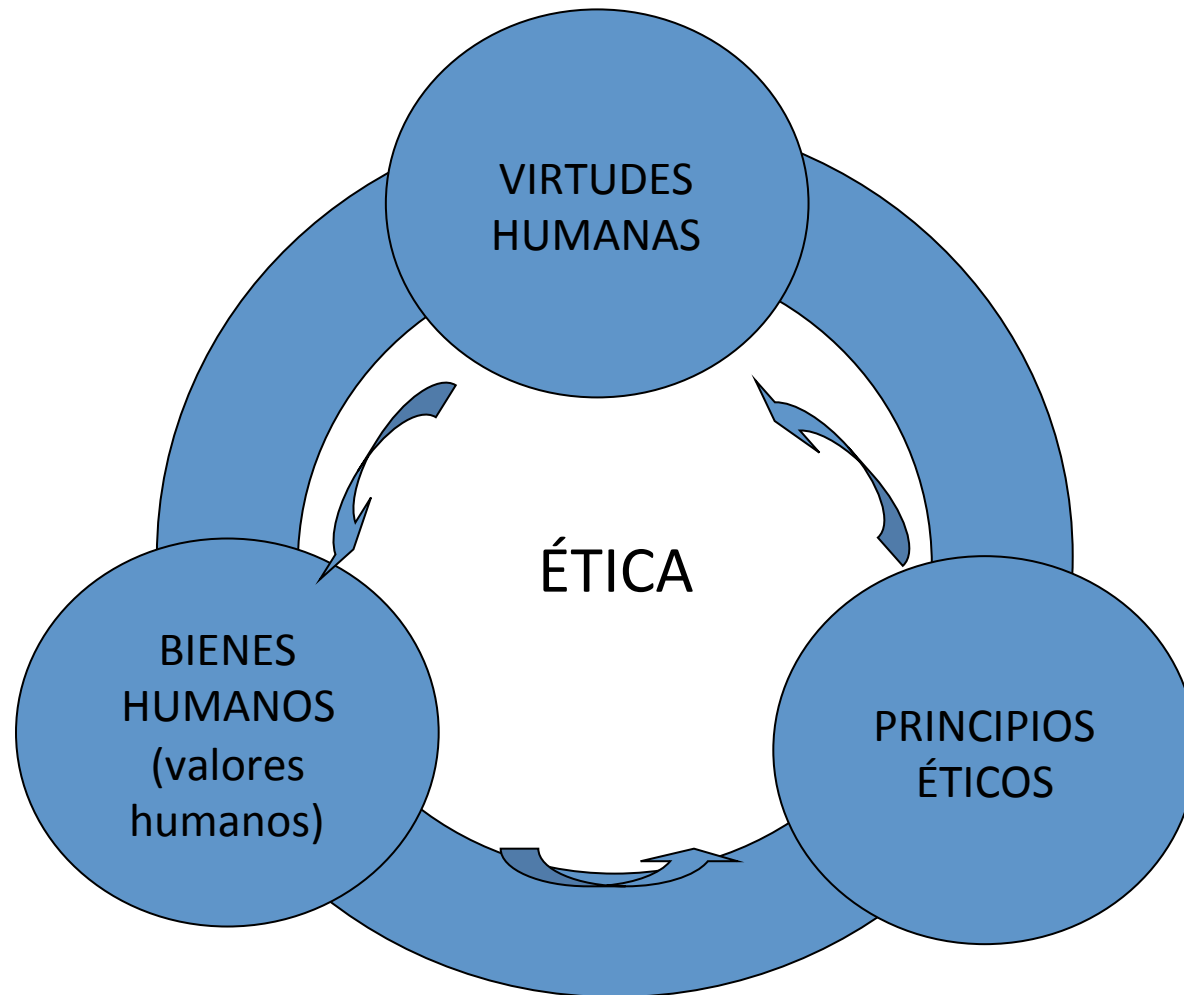 VIRTUDES
HUMANAS
ÉTICA
BIENES
HUMANOS
(valores
humanos)
PRINCIPIOS
ÉTICOS